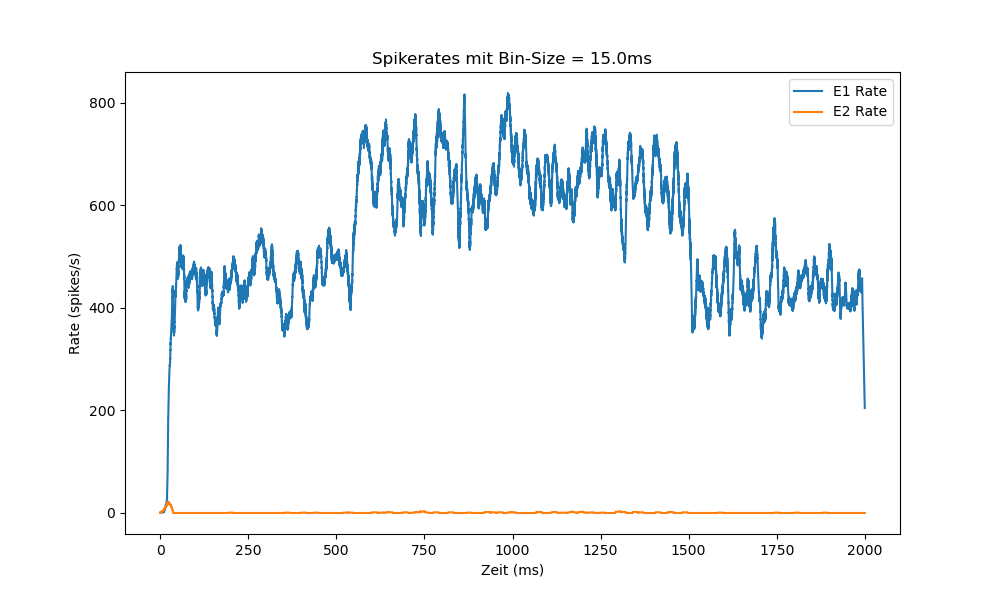 Spikerates mit Bin-Size = 15.0ms
E1 Rate
E2 Rate
800
600
400
200
0
Rate (spikes/s)
0 250 500 750 1000 1250 1500 1750 2000
Zeit (ms)